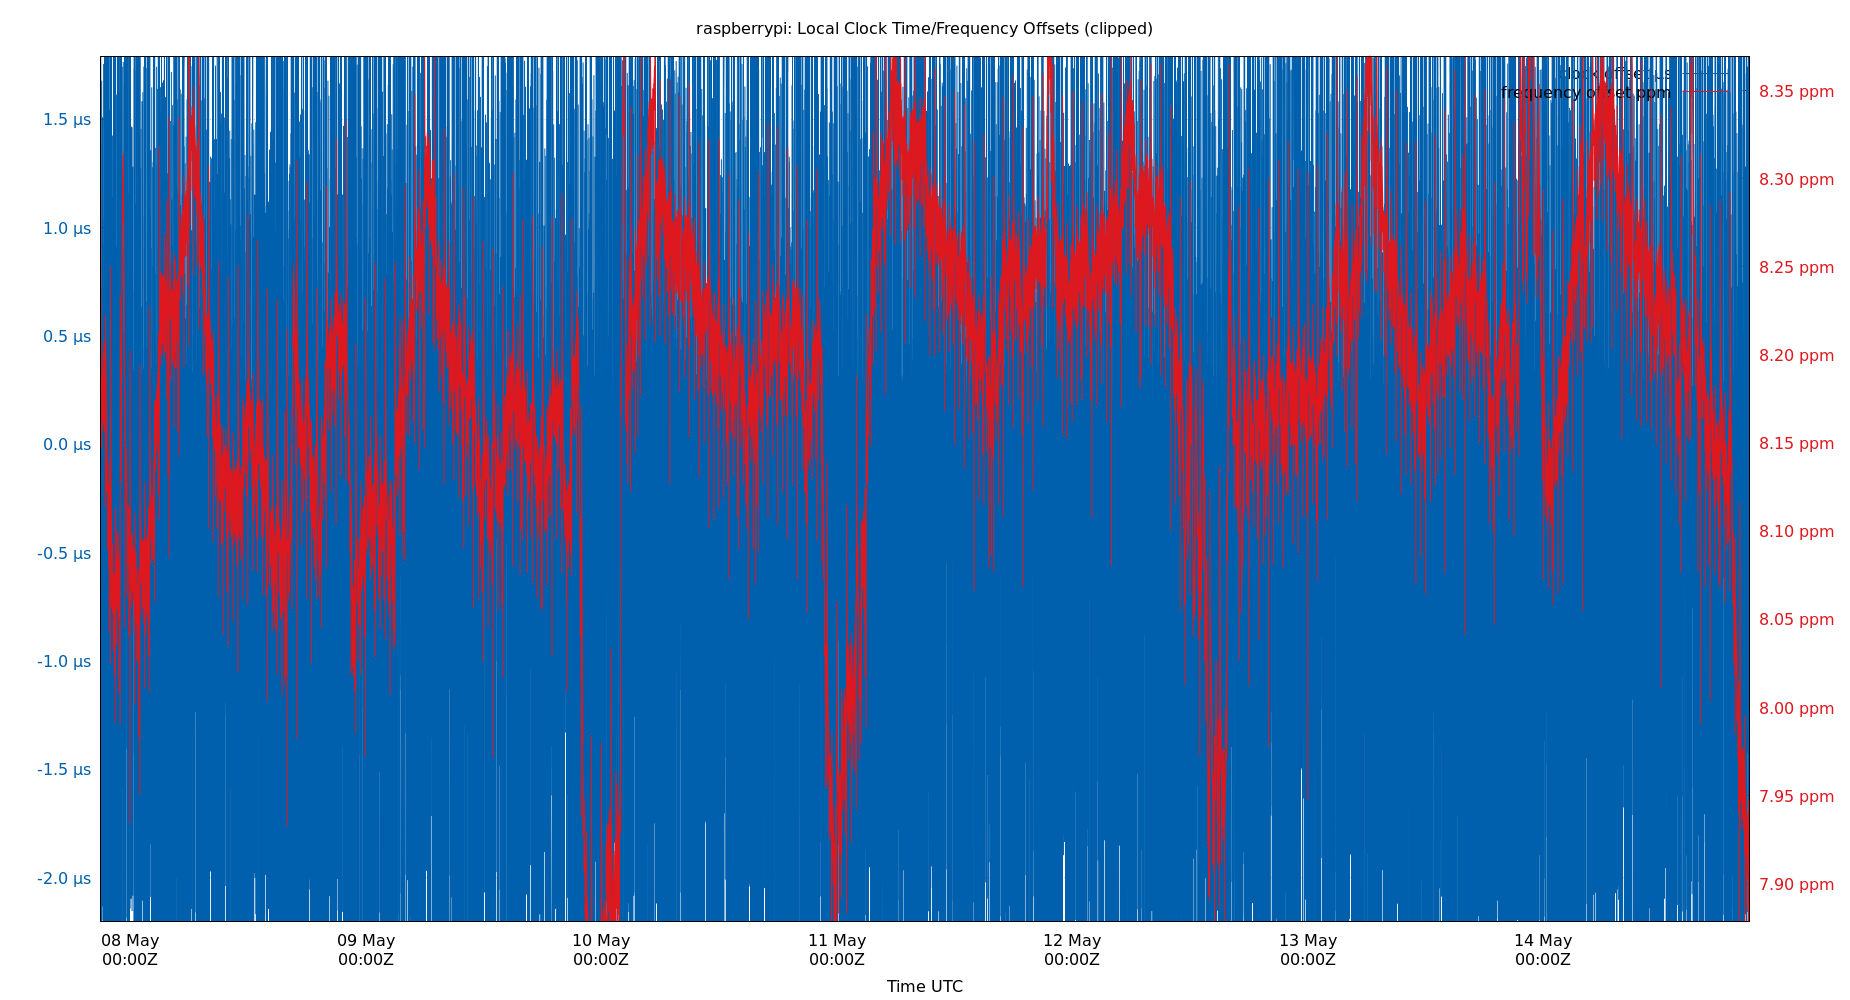 raspberrypi: Local Clock Time/Frequency Offsets (clipped)
clock offset µs
frequency offset ppm
1.5 µs
1.0 µs
0.5 µs
0.0 µs
-0.5 µs
-1.0 µs
-1.5 µs
-2.0 µs
8.35 ppm
8.30 ppm
8.25 ppm
8.20 ppm
8.15 ppm
8.10 ppm
8.05 ppm
8.00 ppm
7.95 ppm
7.90 ppm
08 May 00:00Z
09 May 00:00Z
10 May 00:00Z
11 May 00:00Z
12 May 00:00Z
13 May 00:00Z
14 May 00:00Z
Time UTC